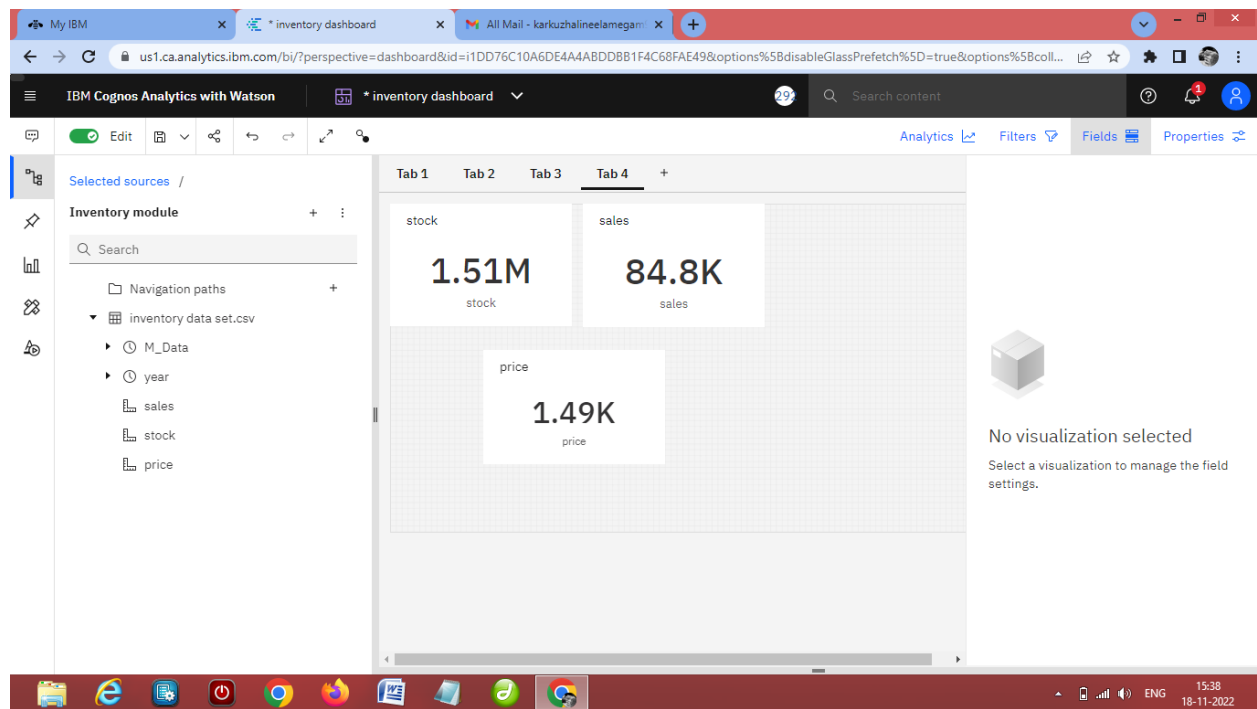 My IBM
* inventory dashboard
All Mail - karkuzhalineelamegam
us1.ca.analytics.ibm.com/bi/?perspective=dashboard&id=i1DD76C10A6DE4A4ABDDBB1F4C68FAE49&options%5BdisableGlassPrefetch%5D=true&options%5Bcoll...
IBM Cognos Analytics with Watson
* inventory dashboard
292
Search content
1
Edit
Analytics
Filters
Fields
Properties
Selected sources /
Tab 1 Tab 2 Tab 3 Tab 4 +
Inventory module
Search
Navigation paths
inventory data set.csv
M_Data
year
sales
stock
price
stock
1.51M
stock
sales
84.8K
sales
price
1.49K
price
No visualization selected
Select a visualization to manage the field
settings.
ENG
15:38
18-11-2022